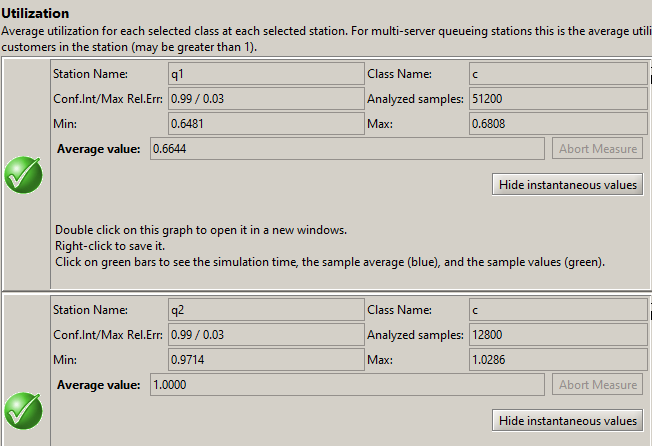 Utilization
Average utilization for each selected class at each selected station. For multi-server queueing stations this is the average utili
customers in the station (may be greater than 1).
Station Name: q1 Class Name: c
Conf.Int/Max Rel.Err: 0.99 / 0.03 Analyzed samples: 51200
Min: 0.6481 Max: 0.6808
Average value: 0.6644 Abort Measure
Hide instantaneous values
Double click on this graph to open it in a new windows.
Right-click to save it.
Click on green bars to see the simulation time, the sample average (blue), and the sample values (green).
Station Name: q2 Class Name: c
Conf.Int/Max Rel.Err: 0.99 / 0.03 Analyzed samples: 12800
Min: 0.9714 Max: 1.0286
Average value: 1.0000 Abort Measure
Hide instantaneous values